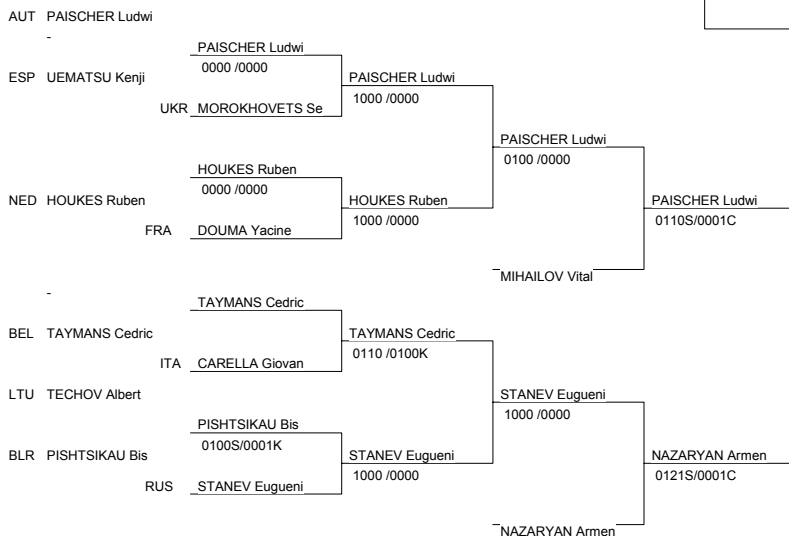 AUT PAISCHER Ludwi
-
PAISCHER Ludwi
0000 /0000
ESP UEMATSU Kenji
PAISCHER Ludwi
1000 /0000
UKR MOROKHOVETS Se
PAISCHER Ludwi
0100 /0000
HOUKES Ruben
0000 /0000
NED HOUKES Ruben
HOUKES Ruben
1000 /0000
PAISCHER Ludwi
0110S/0001C
FRA DOUMA Yacine
MIHAILOV Vital
-
TAYMANS Cedric
BEL TAYMANS Cedric
TAYMANS Cedric
0110 /0100K
ITA CARELLA Giovan
LTU TECHOV Albert
STANEV Eugueni
1000 /0000
PISHTSIKAU Bis
0100S/0001K
BLR PISHTSIKAU Bis
STANEV Eugueni
1000 /0000
NAZARYAN Armen
0121S/0001C
RUS STANEV Eugueni
NAZARYAN Armen